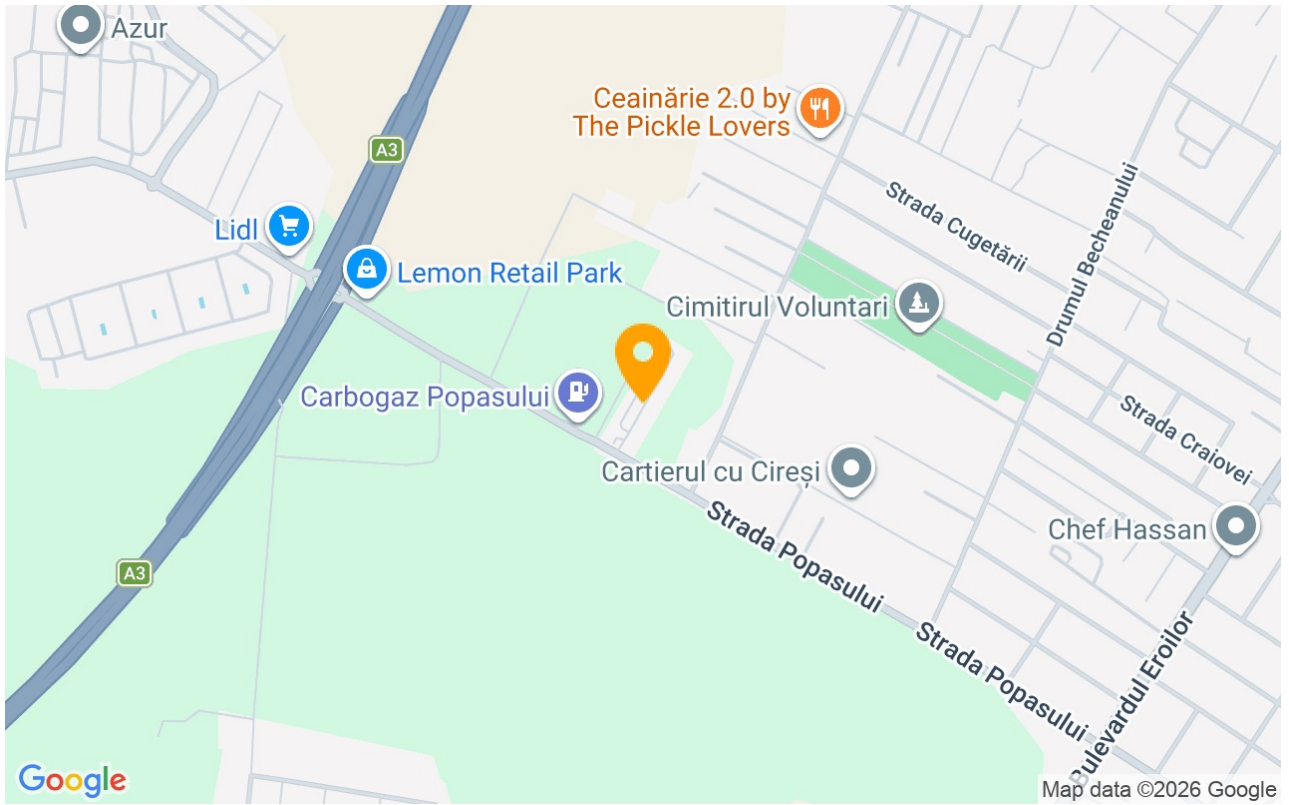 Azur
Ceainărie 2.0 by
The Pickle Lovers
A3
Strada Cugetării
Drumul Becheanului
Lidl
Lemon Retail Park
Cimitirul Voluntari
Carbogaz Popasului
Strada Craiovei
Cartierul cu Cireși
Strada Popasului
Chef Hassan
A3
Strada Popasului
Bulevardul Eroilor
Google
Map data ©2026 Google